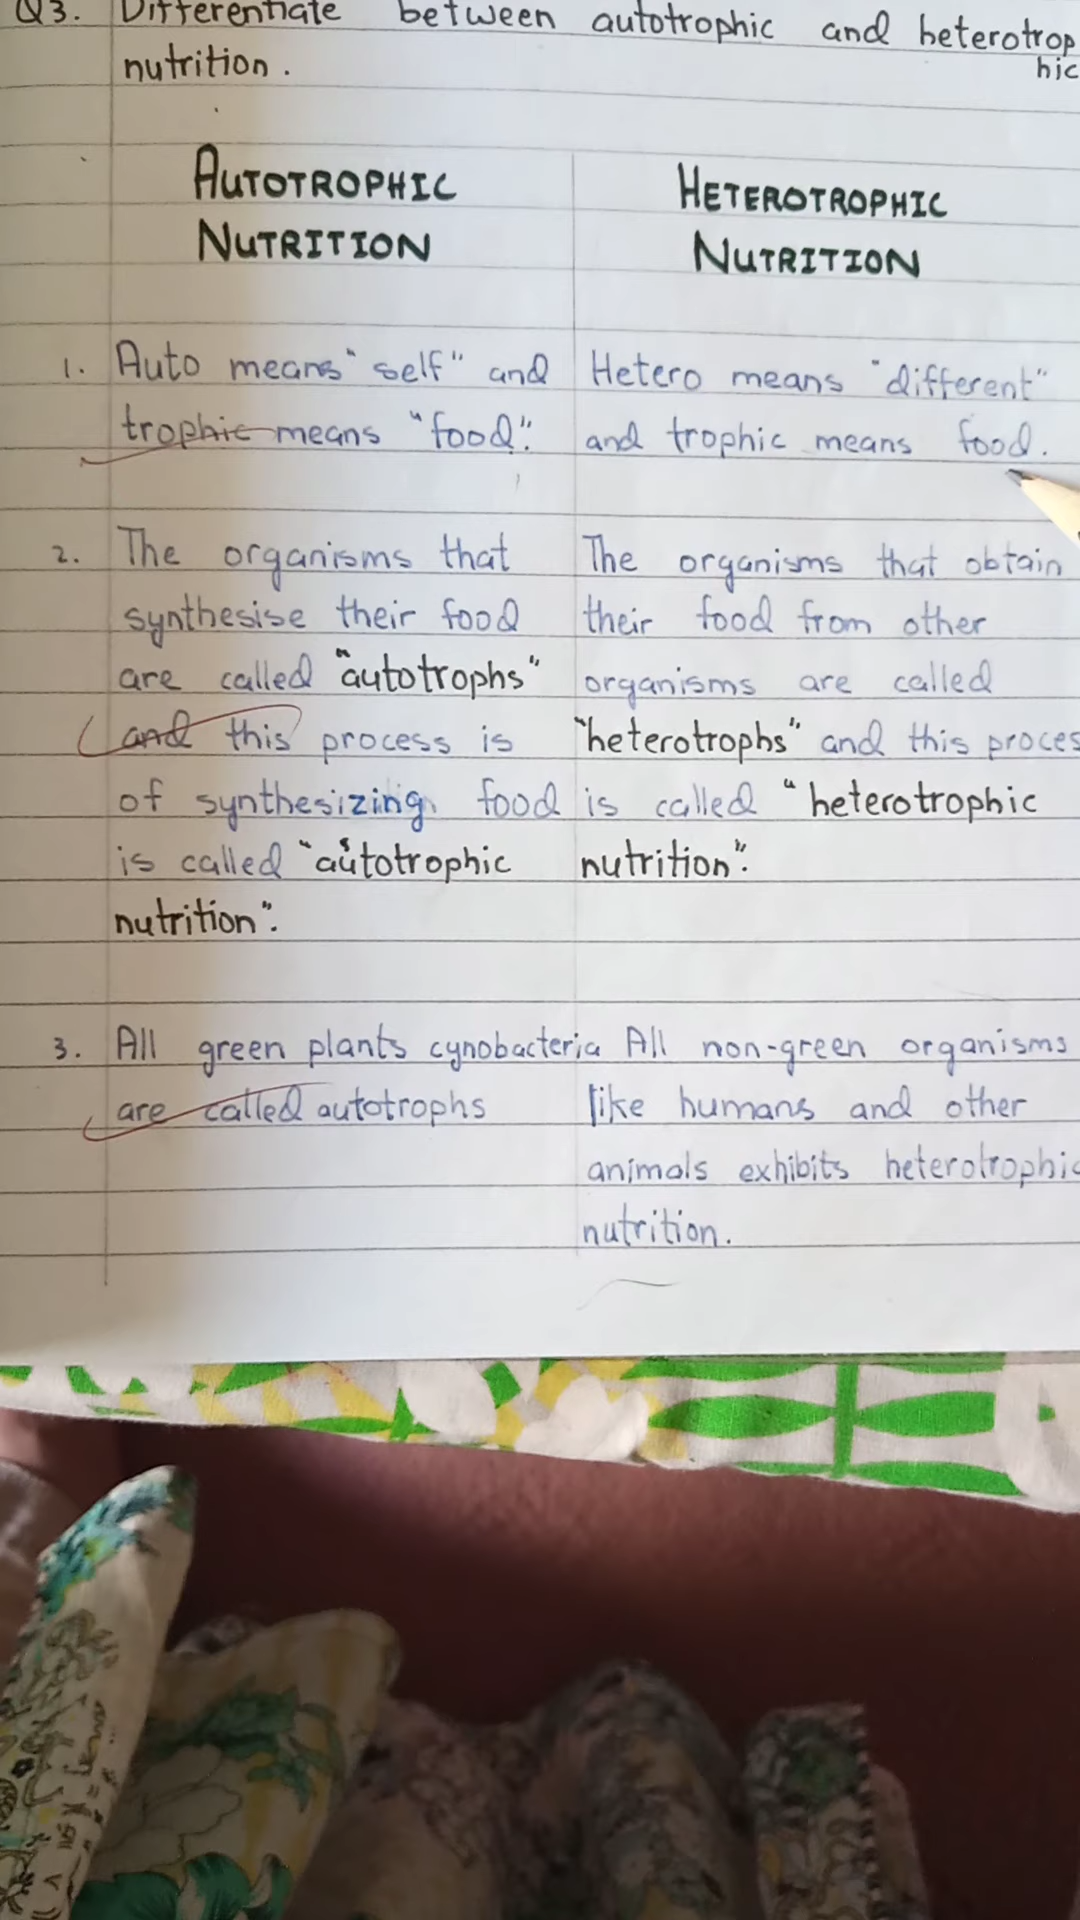 Q3. Differentiate between autotrophic and heterotrop
hic
nutrition.
AUTOTROPHIC
NUTRITION
1. Auto means "self" and
trophic means "food".
2. The organisms that
synthesise their food
are called "autotrophs"
and this process is
of synthesizing food
is called "autotrophic
nutrition".
3. All green plants cynobacteria
are called autotrophs
HETEROTROPHIC
NUTRITION
Hetero means "different"
and trophic means food.
The organisms that obtain
their food from other
organisms are called
"heterotrophs" and this proces
is called "heterotrophic
nutrition".
All non-green organisms
like humans and other
animals exhibits heterotrophic
nutrition.